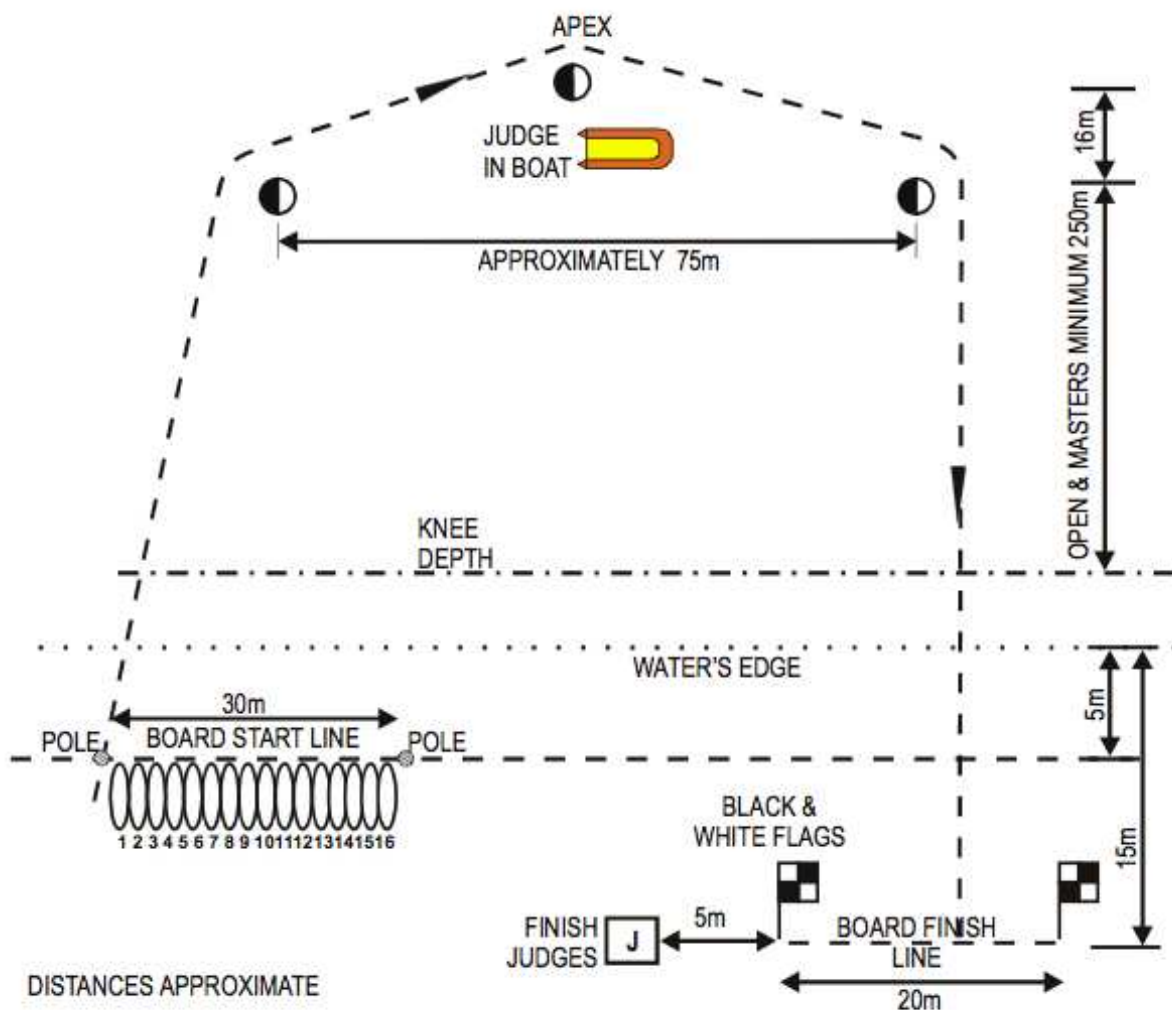 APEX
JUDGE
IN BOAT
16m
APPROXIMATELY 75m
OPEN & MASTERS MINIMUM 250m
KNEE
DEPTH
WATER'S EDGE
30m
5m
POLE
BOARD START LINE
POLE
1 2 3 4 5 6 7 8 9 10 11 12 13 14 15 16
BLACK &
WHITE FLAGS
15m
FINISH
JUDGES
J
5m
BOARD FINISH
LINE
20m
DISTANCES APPROXIMATE